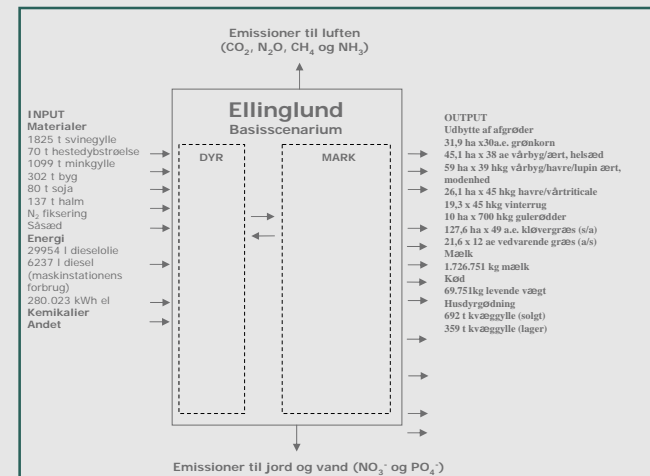 Emissioner til luften
(CO₂, N₂O, CH₄ og NH₃)
Ellinglund
Basisscenarium
DYR
MARK
INPUT
Materialer
1825 t svinegylle
70 t hestedybstrøelse
1099 t minkgylle
302 t byg
80 t soja
137 t halm
N₂ fiksering
Såsæd
Energi
29954 l dieselolie
6237 l diesel
(maskinstationens
forbrug)
280.023 kWh el
Kemikalier
Andet
OUTPUT
Udbytte af afgrøder
31,9 ha x30a.e. grønkorn
45,1 ha x 38 ae vårbyg/ært, helsæd
59 ha x 39 hkg vårbyg/havre/lupin ært,
modenhed
26,1 ha x 45 hkg havre/vårtriticale
19,3 x 45 hkg vinterrug
10 ha x 700 hkg gulerødder
127,6 ha x 49 a.e. kløvergræs (s/a)
21,6 x 12 ae vedvarende græs (a/s)
Mælk
1.726.751 kg mælk
Kød
69.751kg levende vægt
Husdyrgødning
692 t kvæggylle (solgt)
359 t kvæggylle (lager)
Emissioner til jord og vand (NO₃⁻ og PO₄⁻)